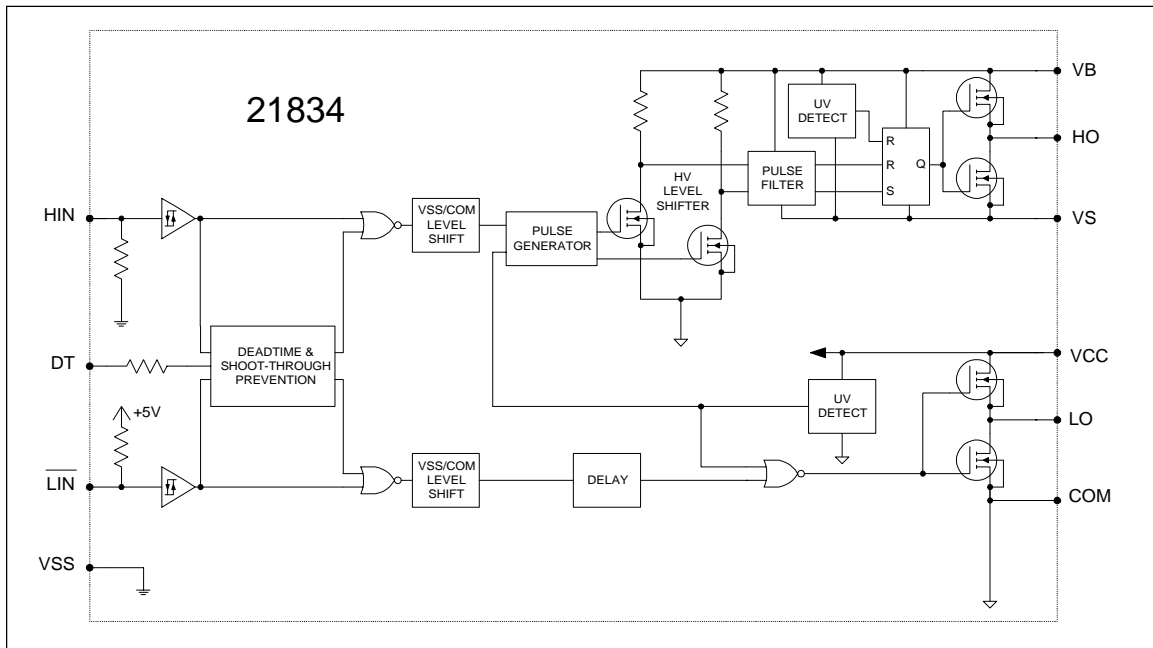 21834
VB
UV
DETECT
HO
R
R
Q
S
PULSE
FILTER
HV
LEVEL
SHIFTER
VS
HIN
VSS/COM
LEVEL
SHIFT
PULSE
GENERATOR
DT
DEADTIME &
SHOOT-THROUGH
PREVENTION
VCC
UV
DETECT
LO
+5V
LIN
VSS/COM
LEVEL
SHIFT
DELAY
COM
VSS